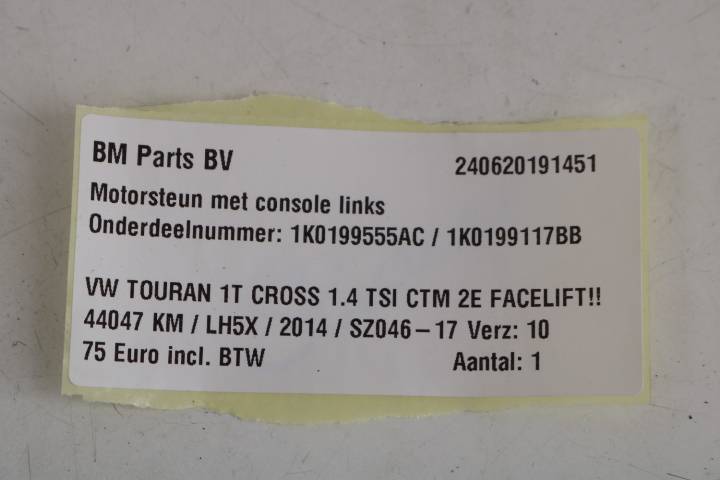 BM Parts BV 240620191451
Motorsteun met console links
Onderdeelnummer: 1K0199555AC / 1K0199117BB
VW TOURAN 1T CROSS 1.4 TSI CTM 2E FACELIFT!!
44047 KM / LH5X / 2014 / SZ046-17 Verz: 10
75 Euro incl. BTW Aantal: 1